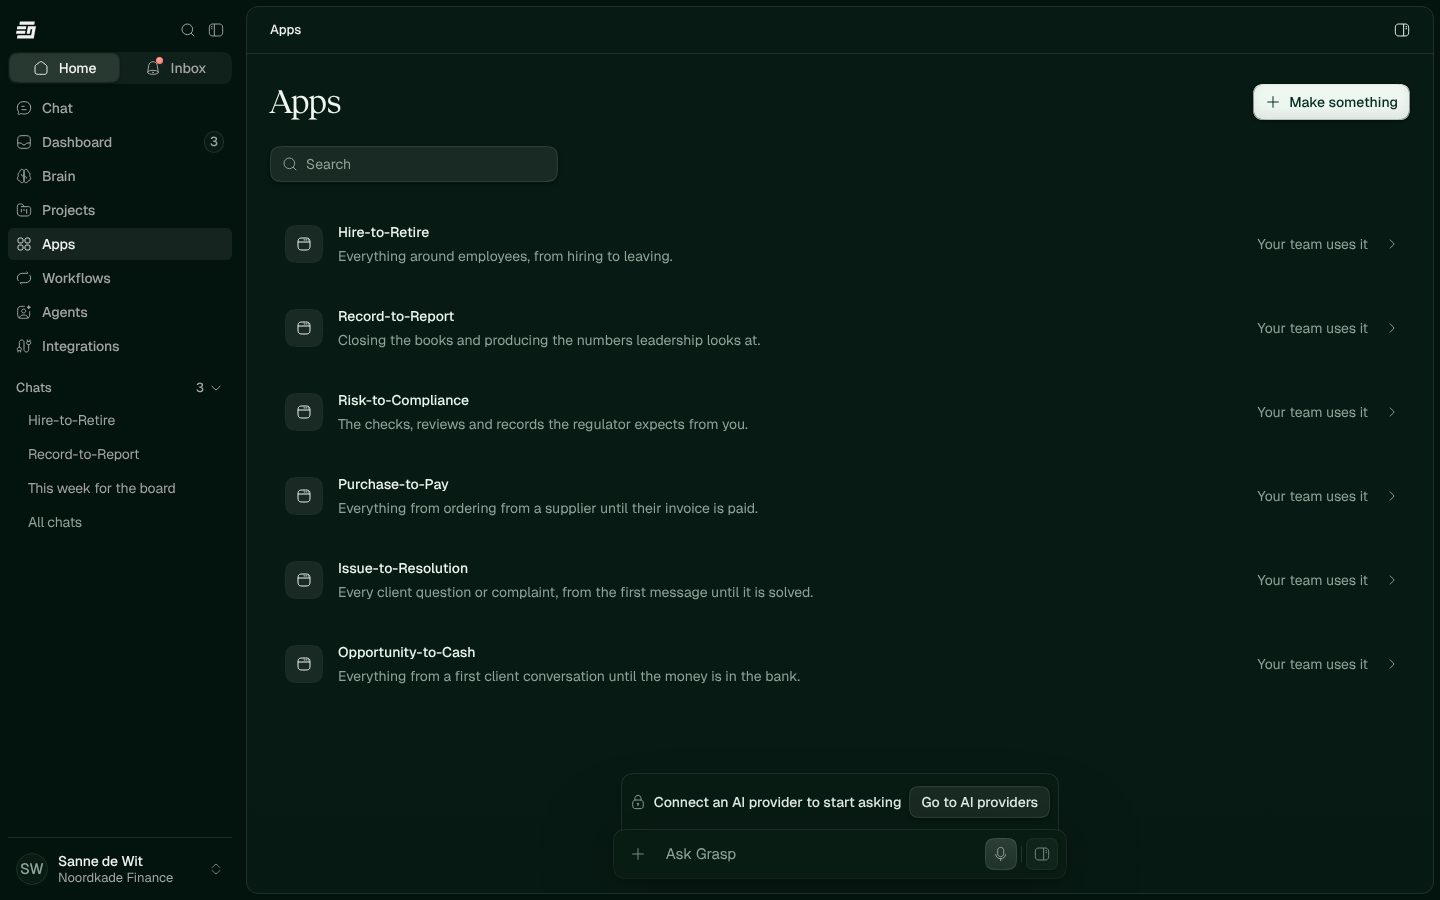 Home
Inbox
Chat
Dashboard 3
Brain
Projects
Apps
Workflows
Agents
Integrations
Chats 3
Hire-to-Retire
Record-to-Report
This week for the board
All chats
SW
Sanne de Wit
Noordkade Finance
Apps
Apps
Make something
Search
Hire-to-Retire
Everything around employees, from hiring to leaving.
Your team uses it
Record-to-Report
Closing the books and producing the numbers leadership looks at.
Your team uses it
Risk-to-Compliance
The checks, reviews and records the regulator expects from you.
Your team uses it
Purchase-to-Pay
Everything from ordering from a supplier until their invoice is paid.
Your team uses it
Issue-to-Resolution
Every client question or complaint, from the first message until it is solved.
Your team uses it
Opportunity-to-Cash
Everything from a first client conversation until the money is in the bank.
Your team uses it
Connect an AI provider to start asking
Go to AI providers
Ask Grasp